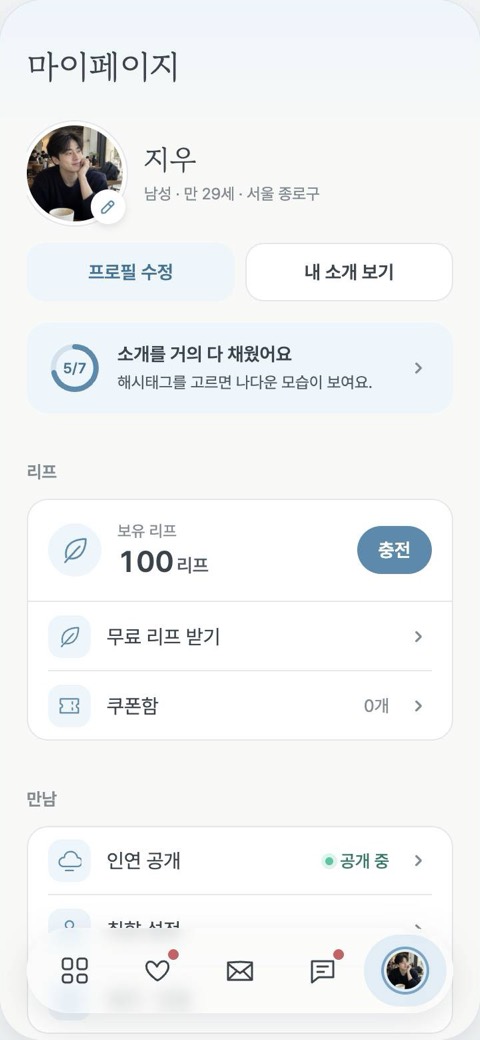 마이페이지
지우
남성 · 만 29세 · 서울 종로구
프로필 수정
내 소개 보기
5/7
소개를 거의 다 채웠어요
해시태그를 고르면 나다운 모습이 보여요.
리프
보유 리프
100 리프
충전
무료 리프 받기
쿠폰함
0개
만남
인연 공개
공개 중